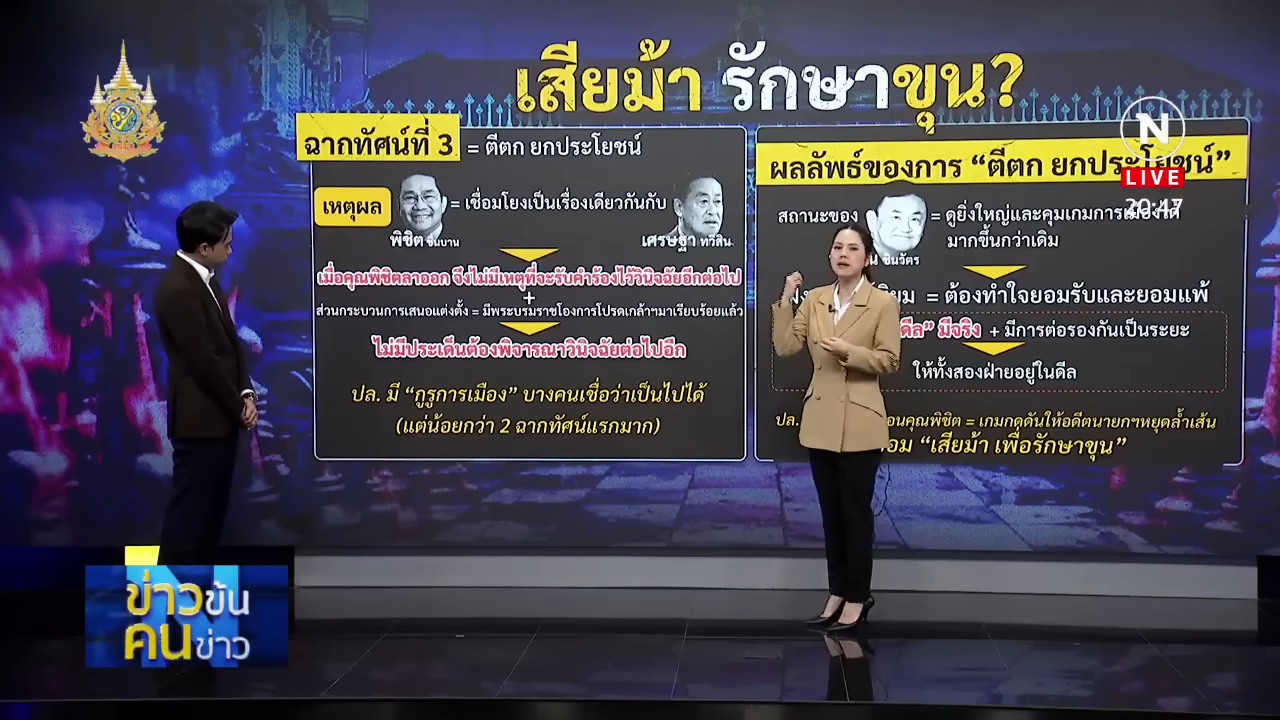 เสียม้า รักษาขุน?
ฉากทัศน์ที่ 3 = ตีตก ยกประโยชน์
เหตุผล
= เชื่อมโยงเป็นเรื่องเดียวกันกับ
พิชิต ชื่นบาน
เศรษฐา ทวีสิน
เมื่อคุณพิชิตลาออก จึงไม่มีเหตุที่จะรับคำร้องไว้วินิจฉัยอีกต่อไป
+
ส่วนกระบวนการเสนอแต่งตั้ง = มีพระบรมราชโองการโปรดเกล้าฯมาเรียบร้อยแล้ว
ไม่มีประเด็นต้องพิจารณาวินิจฉัยต่อไปอีก
ปล. มี “กูรูการเมือง” บางคนเชื่อว่าเป็นไปได้
(แต่น้อยกว่า 2 ฉากทัศน์แรกมาก)
ผลลัพธ์ของการ “ตีตก ยกประโยชน์”
สถานะของ
= ดูยิ่งใหญ่และคุมเกมการเมืองได้
มากขึ้นกว่าเดิม
ชินวัตร
= ต้องทำใจยอมรับและยอมแพ้
ดีล” มีจริง + มีการต่อรองกันเป็นระยะ
ให้ทั้งสองฝ่ายอยู่ในดีล
ปล.
อนคุณพิชิต = เกมกดดันให้อดีตนายกฯหยุดล้ำเส้น
“เสียม้า เพื่อรักษาขุน”
N
LIVE
20:47
ข่าวข้น
คนข่าว